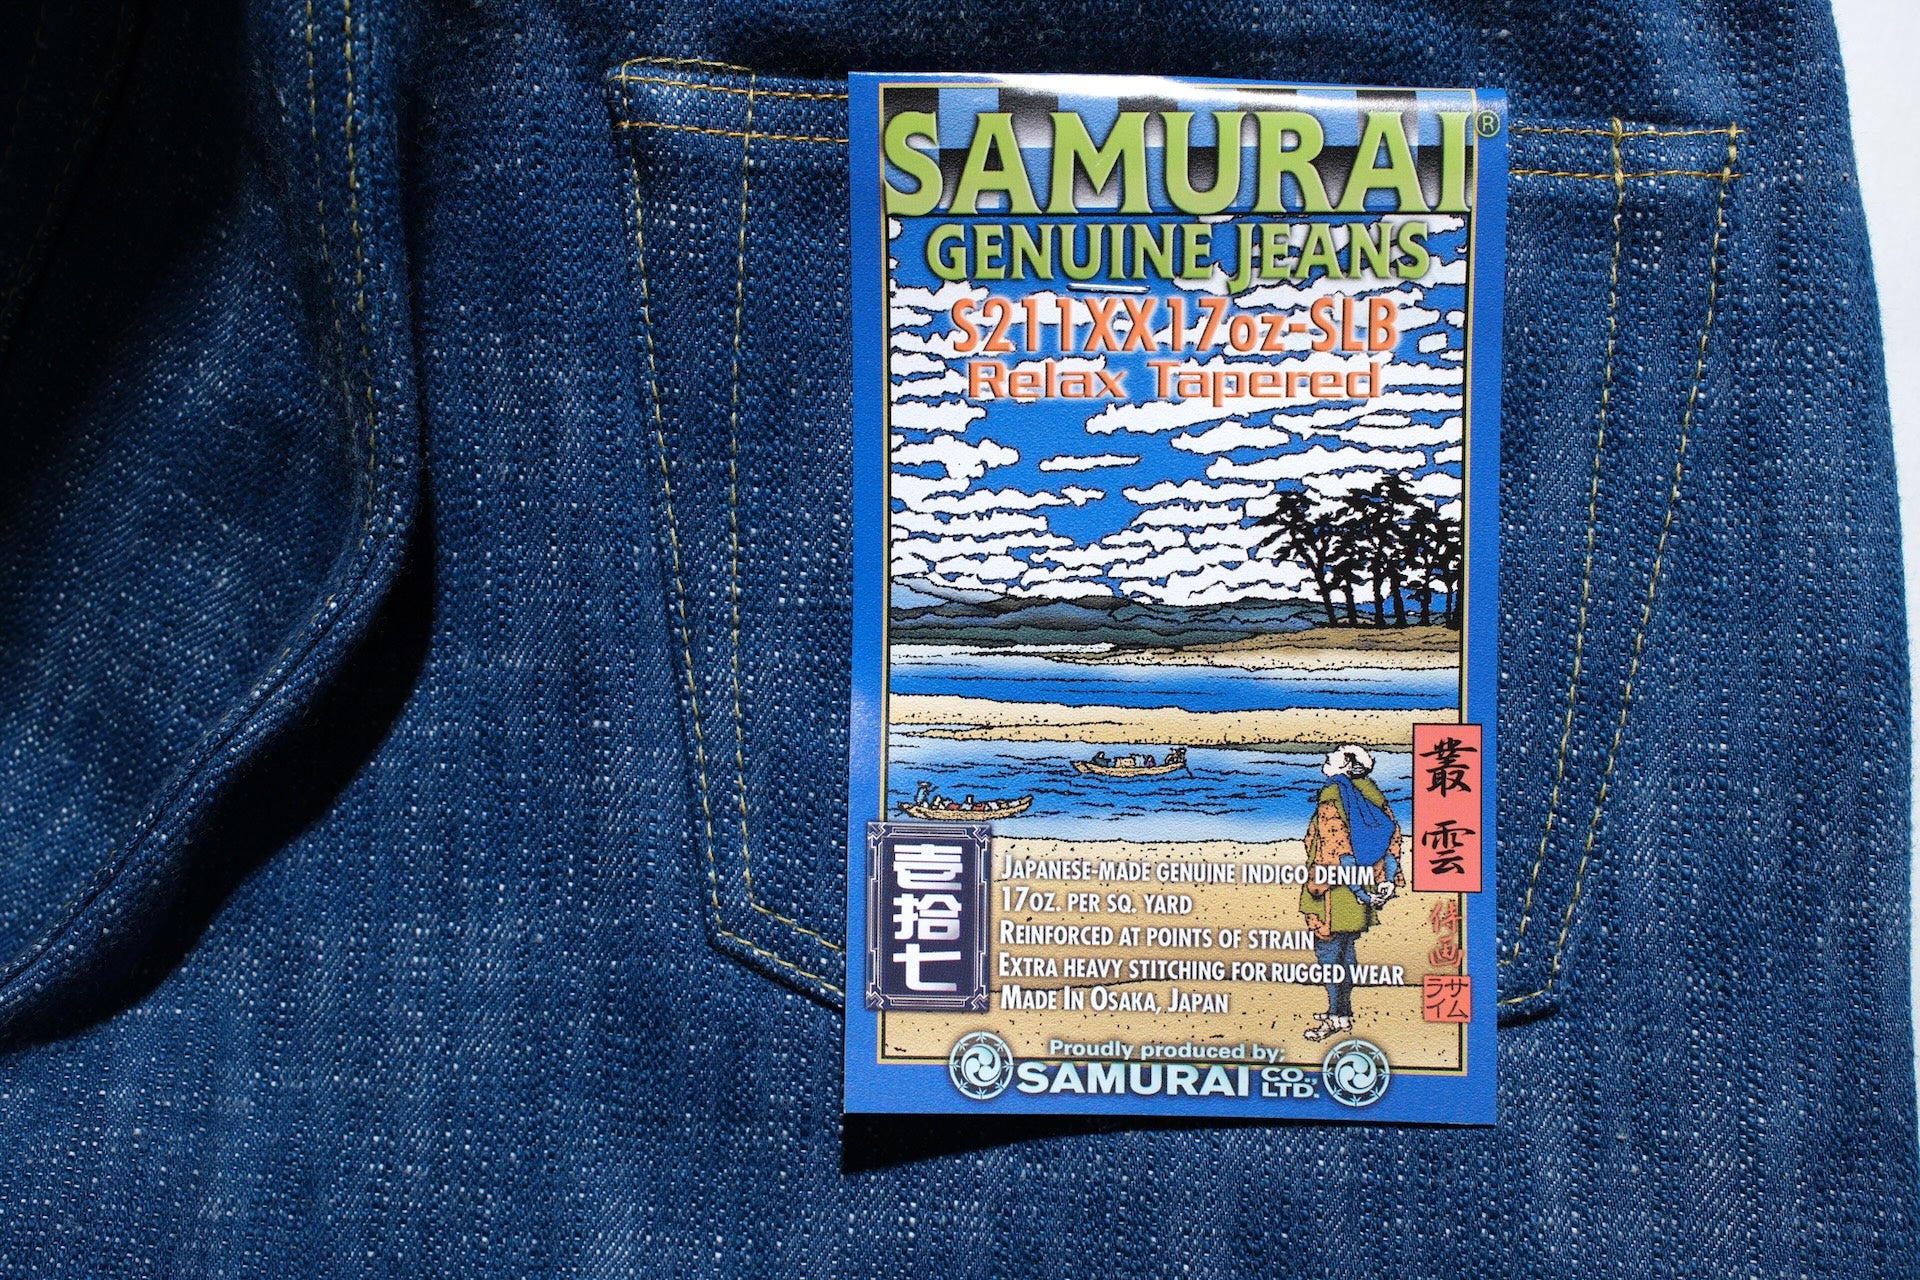 SAMURAI®
GENUINE JEANS
S211XX17oz-SLB
Relax Tapered
叢雲
侍画
サム
ライ
壱拾七
JAPANESE-MADE GENUINE INDIGO DENIM
17OZ. PER SQ. YARD
REINFORCED AT POINTS OF STRAIN
EXTRA HEAVY STITCHING FOR RUGGED WEAR
MADE IN OSAKA, JAPAN
Proudly produced by;
SAMURAI CO., LTD.